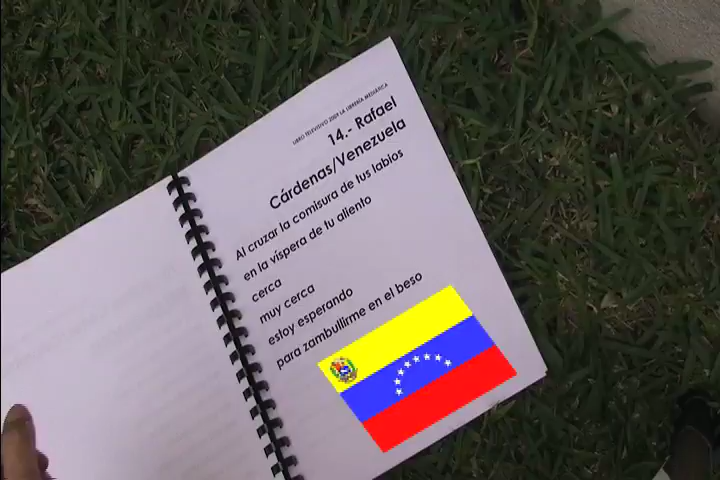 LIBRO TELEVISIVO 2009 LA LIBRERÍA MEDIÁTICA
14.- Rafael
Cárdenas/Venezuela
Al cruzar la comisura de tus labios
en la víspera de tu aliento
cerca
muy cerca
estoy esperando
para zambullirme en el beso